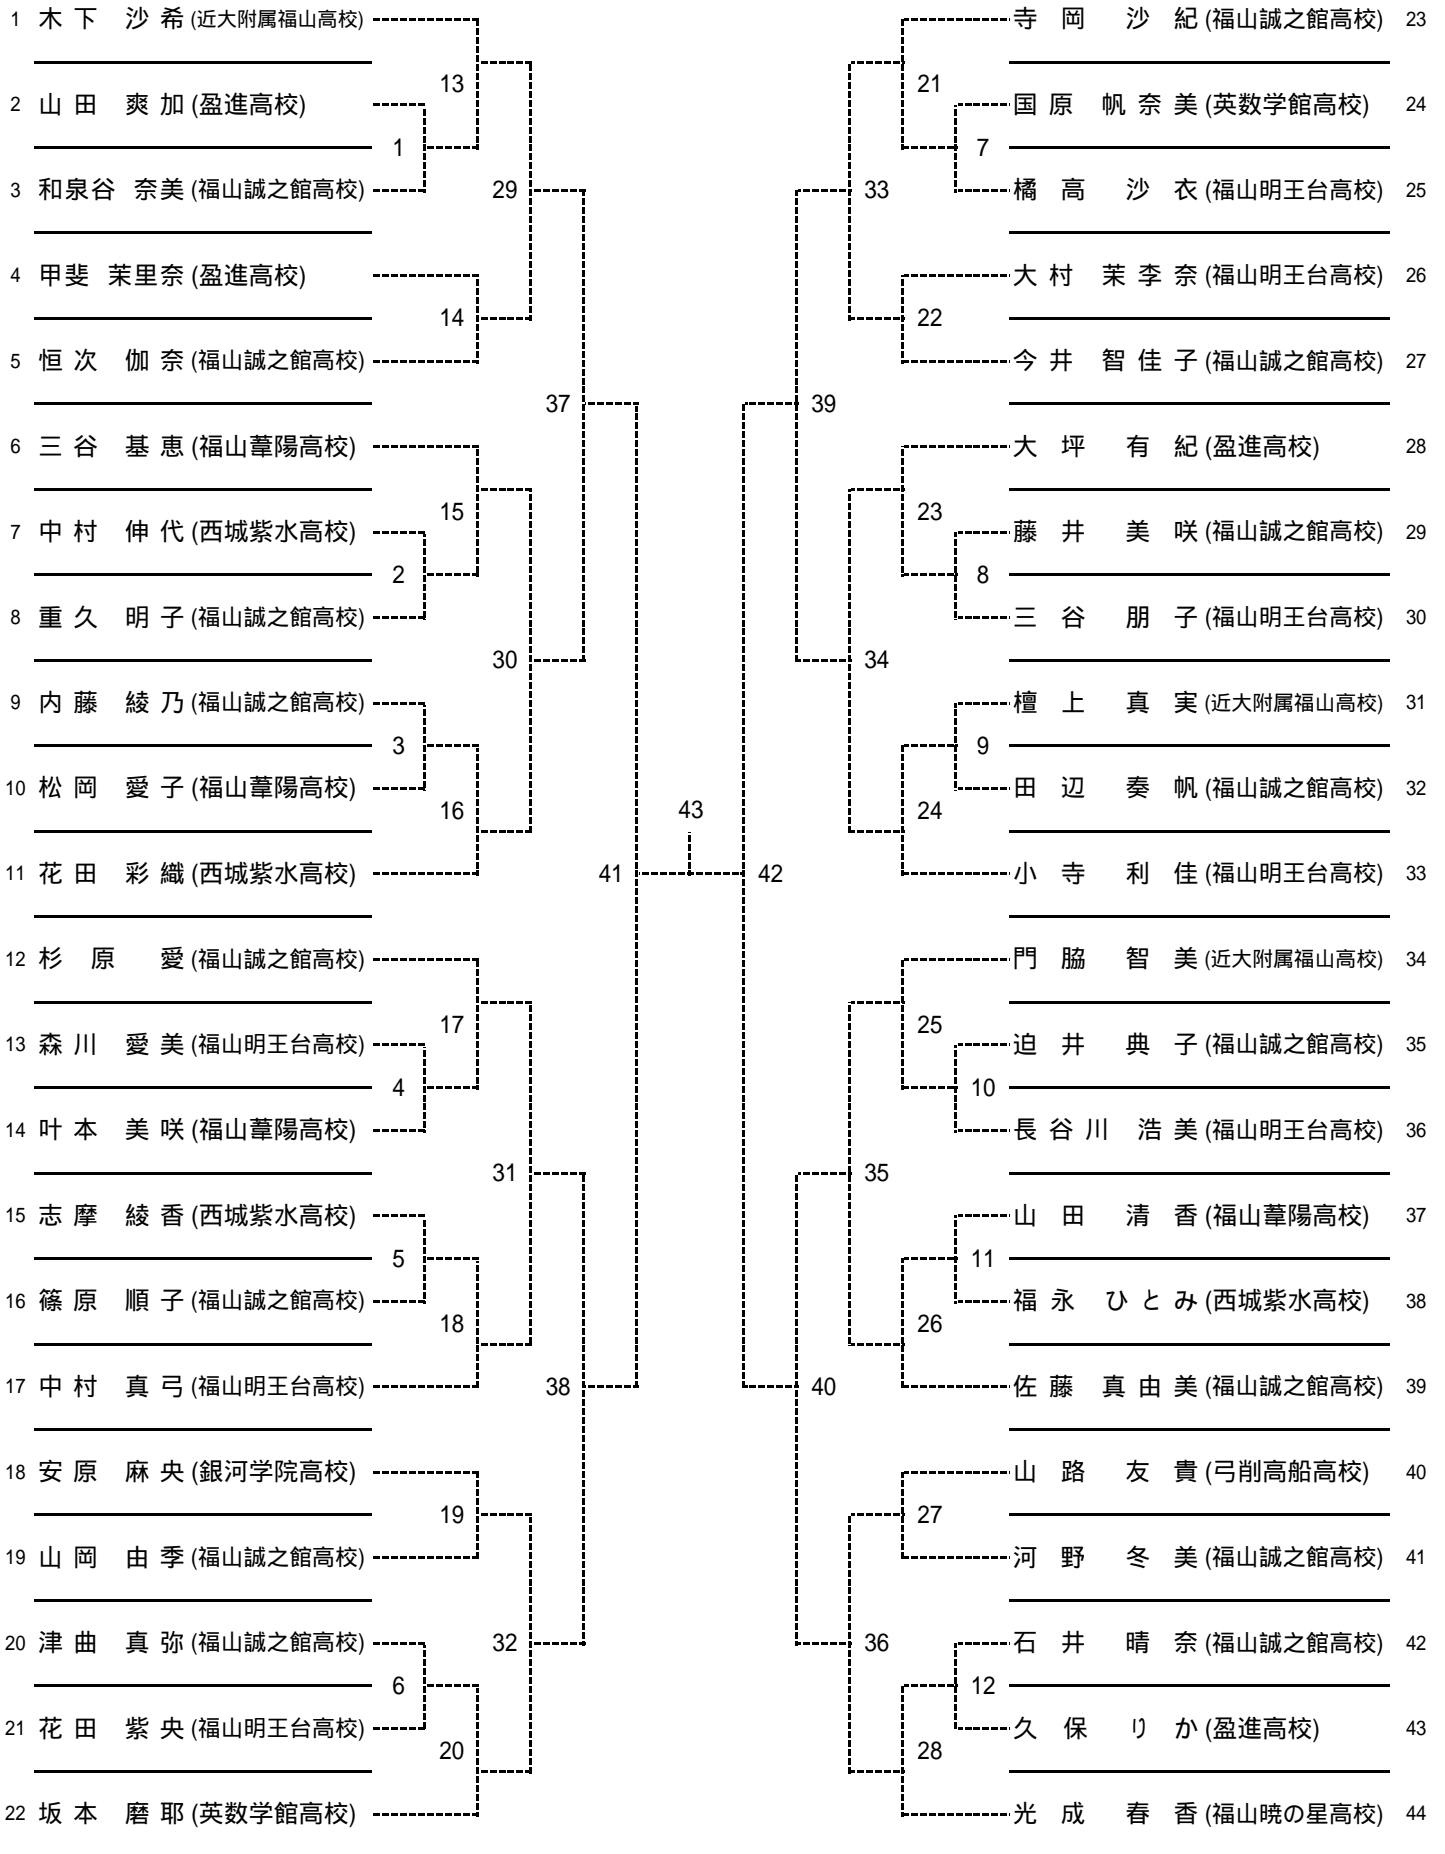 1 木下 沙希 (近大附属福山高校)
2 山田 爽加 (盈進高校)
3 和泉谷 奈美 (福山誠之館高校)
4 甲斐 茉里奈 (盈進高校)
5 恒次 伽奈 (福山誠之館高校)
6 三谷 基恵 (福山葦陽高校)
7 中村 伸代 (西城紫水高校)
8 重久 明子 (福山誠之館高校)
9 内藤 綾乃 (福山誠之館高校)
10 松岡 愛子 (福山葦陽高校)
11 花田 彩織 (西城紫水高校)
12 杉原 愛 (福山誠之館高校)
13 森川 愛美 (福山明王台高校)
14 叶本 美咲 (福山葦陽高校)
15 志摩 綾香 (西城紫水高校)
16 篠原 順子 (福山誠之館高校)
17 中村 真弓 (福山明王台高校)
18 安原 麻央 (銀河学院高校)
19 山岡 由季 (福山誠之館高校)
20 津曲 真弥 (福山誠之館高校)
21 花田 紫央 (福山明王台高校)
22 坂本 磨耶 (英数学館高校)
1
2
3
4
5
6
13
14
15
16
17
18
19
20
29
30
31
32
37
38
41
43
42
39
40
33
34
35
36
21
22
23
24
25
26
27
28
7
8
9
10
11
12
寺岡 沙紀 (福山誠之館高校) 23
国原 帆奈美 (英数学館高校) 24
橘高 沙衣 (福山明王台高校) 25
大村 茉李奈 (福山明王台高校) 26
今井 智佳子 (福山誠之館高校) 27
大坪 有紀 (盈進高校) 28
藤井 美咲 (福山誠之館高校) 29
三谷 朋子 (福山明王台高校) 30
檀上 真実 (近大附属福山高校) 31
田辺 奏帆 (福山誠之館高校) 32
小寺 利佳 (福山明王台高校) 33
門脇 智美 (近大附属福山高校) 34
迫井 典子 (福山誠之館高校) 35
長谷川 浩美 (福山明王台高校) 36
山田 清香 (福山葦陽高校) 37
福永 ひとみ (西城紫水高校) 38
佐藤 真由美 (福山誠之館高校) 39
山路 友貴 (弓削高船高校) 40
河野 冬美 (福山誠之館高校) 41
石井 晴奈 (福山誠之館高校) 42
久保 りか (盈進高校) 43
光成 春香 (福山暁の星高校) 44